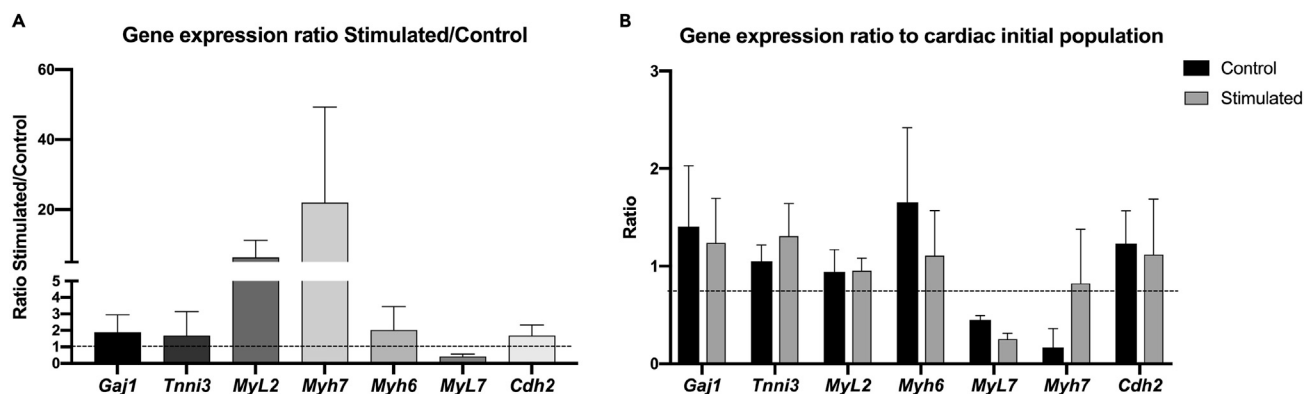 A
Gene expression ratio Stimulated/Control
Ratio Stimulated/Control
60
40
20
5
4
3
2
1
0
Gaj1 Tnni3 MyL2 Myh7 Myh6 MyL7 Cdh2
B
Gene expression ratio to cardiac initial population
Ratio
3
2
1
0
Gaj1 Tnni3 MyL2 Myh6 MyL7 Myh7 Cdh2
Control
Stimulated